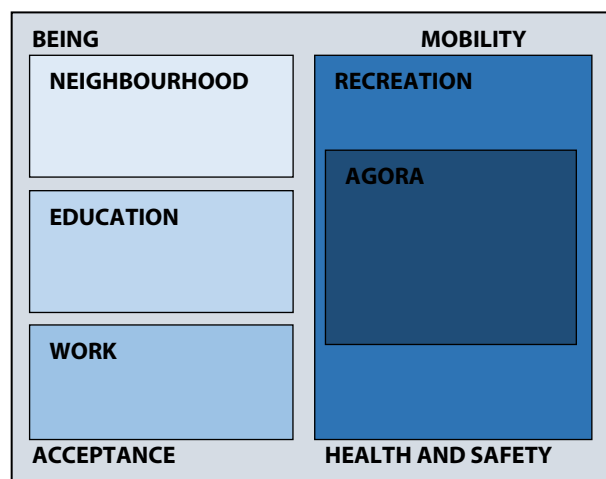 BEING
MOBILITY
NEIGHBOURHOOD
RECREATION
AGORA
EDUCATION
WORK
ACCEPTANCE
HEALTH AND SAFETY